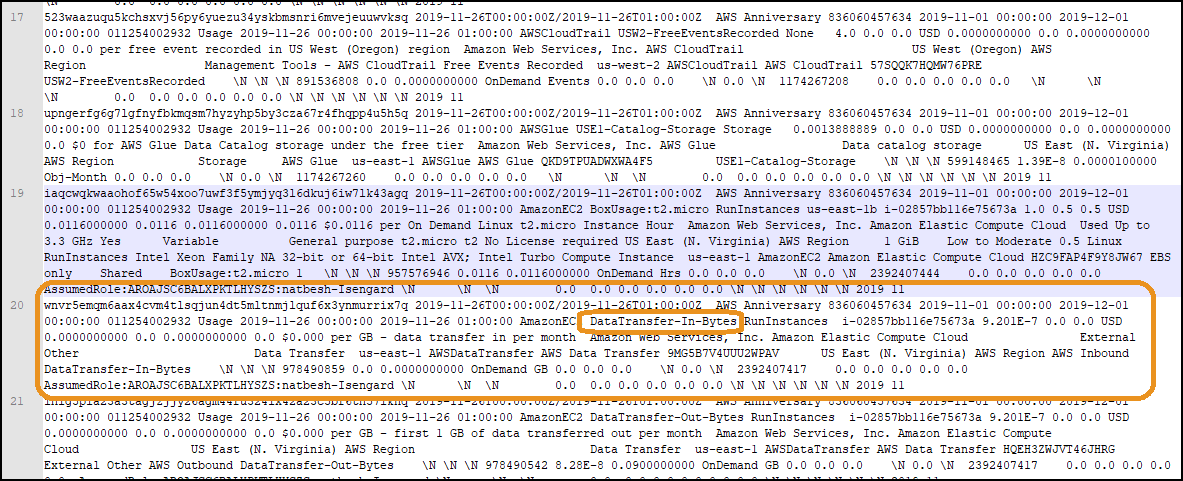 17 523waazuqu5kchsxvj56py6yuezu34yskbmsnri6mvejeuuwvksq 2019-11-26T00:00:00Z/2019-11-26T01:00:00Z AWS Anniversary 836060457634 2019-11-01 00:00:00 2019-12-01
00:00:00 011254002932 Usage 2019-11-26 00:00:00 2019-11-26 01:00:00 AWSCloudTrail USW2-FreeEventsRecorded None 4.0 0.0 0.0 USD 0.0000000000 0.0 0.0000000000
0.0 0.0 per free event recorded in US West (Oregon) region Amazon Web Services, Inc. AWS CloudTrail US West (Oregon) AWS
Region Management Tools - AWS CloudTrail Free Events Recorded us-west-2 AWSCloudTrail AWS CloudTrail 57SQQK7HQMW76PRE
USW2-FreeEventsRecorded \N \N \N 891536808 0.0 0.0000000000 OnDemand Events 0.0 0.0 0.0 \N 0.0 \N 1174267208 0.0 0.0 0.0 0.0 0.0 \N \N
\N 0.0 0.0 0.0 0.0 0.0 0.0 \N \N \N \N \N \N 2019 11
18 upngerfg6g7lgfnyfbkmqsm7hyzyhp5by3cza67r4fhqpp4u5h5q 2019-11-26T00:00:00Z/2019-11-26T01:00:00Z AWS Anniversary 836060457634 2019-11-01 00:00:00 2019-12-01
00:00:00 011254002932 Usage 2019-11-26 00:00:00 2019-11-26 01:00:00 AWSGlue USE1-Catalog-Storage Storage 0.0013888889 0.0 0.0 USD 0.0000000000 0.0 0.0000000000
0.0 $0 for AWS Glue Data Catalog storage under the free tier Amazon Web Services, Inc. AWS Glue Data catalog storage US East (N. Virginia)
AWS Region Storage AWS Glue us-east-1 AWSGlue AWS Glue QKD9TPUADWXWA4F5 USE1-Catalog-Storage \N \N \N 599148465 1.39E-8 0.0000100000
Obj-Month 0.0 0.0 0.0 0.0 \N 0.0 \N 1174267260 0.0 0.0 0.0 0.0 0.0 \N \N \N 0.0 0.0 0.0 0.0 0.0 0.0 0.0 \N \N \N \N \N \N 2019 11
19 iaqcwqkwaaohof65w54xoo7uwf3f5ymjyq3l6dkuj6iw7lk43agq 2019-11-26T00:00:00Z/2019-11-26T01:00:00Z AWS Anniversary 836060457634 2019-11-01 00:00:00 2019-12-01
00:00:00 011254002932 Usage 2019-11-26 00:00:00 2019-11-26 01:00:00 AmazonEC2 BoxUsage:t2.micro RunInstances us-east-1b i-02857bb116e75673a 1.0 0.5 0.5 USD
0.0116000000 0.0116 0.0116000000 0.0116 $0.0116 per On Demand Linux t2.micro Instance Hour Amazon Web Services, Inc. Amazon Elastic Compute Cloud Used Up to
3.3 GHz Yes Variable General purpose t2.micro t2 No License required US East (N. Virginia) AWS Region 1 GiB Low to Moderate 0.5 Linux
RunInstances Intel Xeon Family NA 32-bit or 64-bit Intel AVX; Intel Turbo Compute Instance us-east-1 AmazonEC2 Amazon Elastic Compute Cloud HZC9FAP4F9Y8JW67 EBS
only Shared BoxUsage:t2.micro 1 \N \N \N 957576946 0.0116 0.0116000000 OnDemand Hrs 0.0 0.0 0.0 \N 0.0 \N 2392407444 0.0 0.0 0.0 0.0 0.0
AssumedRole:AROAJSC6BALXPKTLHYSZS:natbesh-Isengard \N \N \N 0.0 0.0 0.0 0.0 0.0 0.0 0.0 \N \N \N \N \N \N 2019 11
20 wnvr5emqm6aax4cvm4tlsqjun4dt5mltnmjlquf6x3ynmurrix7q 2019-11-26T00:00:00Z/2019-11-26T01:00:00Z AWS Anniversary 836060457634 2019-11-01 00:00:00 2019-12-01
00:00:00 011254002932 Usage 2019-11-26 00:00:00 2019-11-26 01:00:00 DataTransfer-In-Bytes RunInstances i-02857bb116e75673a 9.201E-7 0.0 0.0 USD
0.0000000000 0.0 0.0000000000 0.0 $0.000 per GB - data transfer in per month Amazon Web Services, Inc. Amazon Elastic Compute Cloud External
Other Data Transfer us-east-1 AWSDataTransfer AWS Data Transfer 9MG5B7V4UUU2WPAV US East (N. Virginia) AWS Region AWS Inbound
DataTransfer-In-Bytes \N \N \N 978490859 0.0 0.0000000000 OnDemand GB 0.0 0.0 0.0 \N 0.0 \N 2392407417 0.0 0.0 0.0 0.0 0.0
AssumedRole:AROAJSC6BALXPKTLHYSZS:natbesh-Isengard \N \N \N 0.0 0.0 0.0 0.0 0.0 0.0 0.0 \N \N \N \N \N \N 2019 11
21 2019-11-26T00:00:00Z/2019-11-26T01:00:00Z AWS Anniversary 836060457634 2019-11-01 00:00:00 2019-12-01
00:00:00 011254002932 Usage 2019-11-26 00:00:00 2019-11-26 01:00:00 AmazonEC2 DataTransfer-Out-Bytes RunInstances i-02857bb116e75673a 9.201E-7 0.0 0.0 USD
0.0000000000 0.0 0.0000000000 0.0 $0.000 per GB - first 1 GB of data transferred out per month Amazon Web Services, Inc. Amazon Elastic Compute
Cloud US East (N. Virginia) AWS Region Data Transfer us-east-1 AWSDataTransfer AWS Data Transfer HQEH3ZWJVT46JHRG
External Other AWS Outbound DataTransfer-Out-Bytes \N \N \N 978490542 8.28E-8 0.0900000000 OnDemand GB 0.0 0.0 0.0 \N 0.0 \N 2392407417 0.0 0.0 0.0 0.0